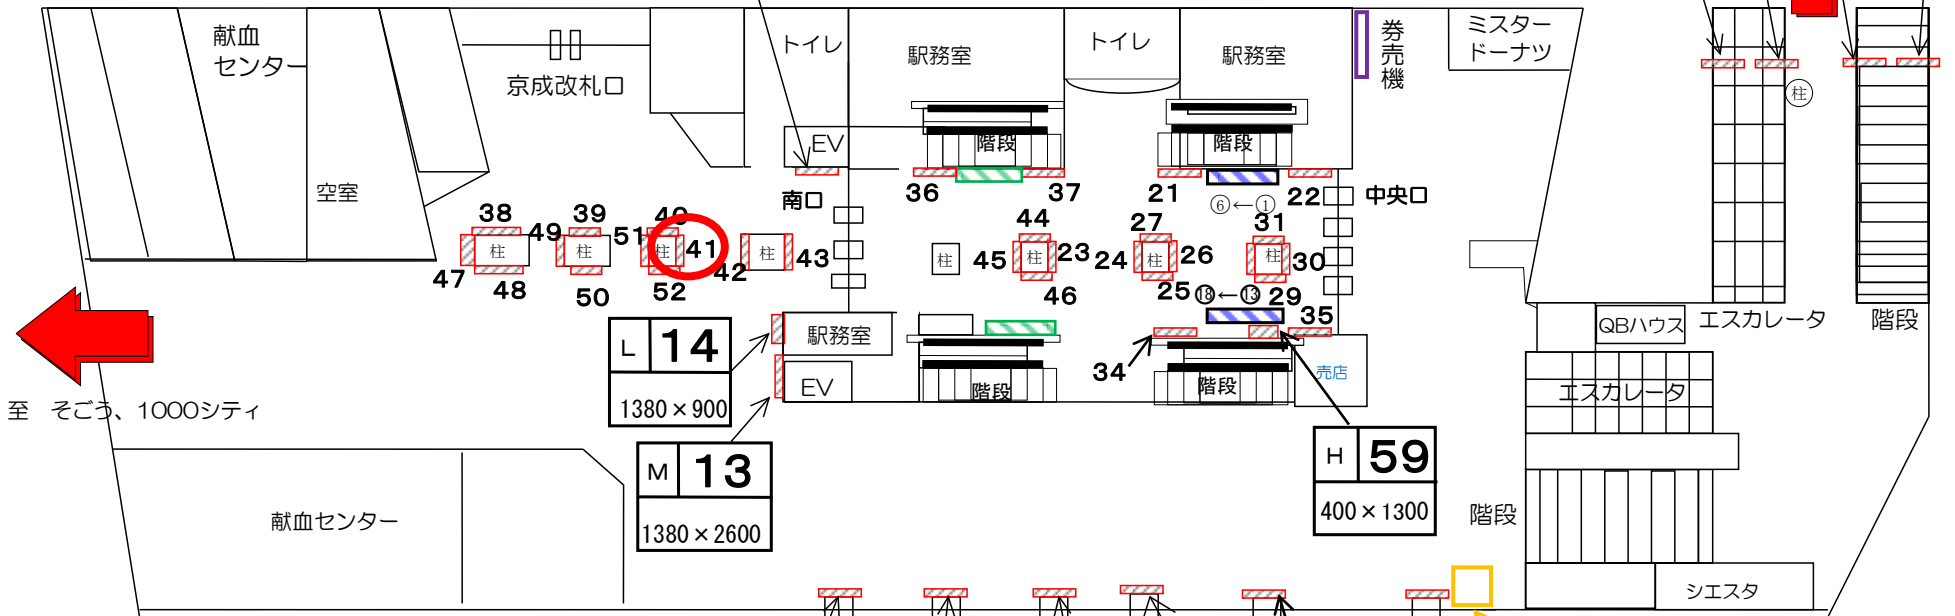 献血
センター
空室
京成改札口
トイレ
駅務室
トイレ
駅務室
券売機
ミスター
ドーナツ
柱
EV
階段
階段
南口
36
37
21
22
中央口
⑥←①
38
39
40
49
51
41
42
43
47
48
50
52
柱
柱
柱
柱
柱
44
45
柱
23
46
27
24
柱
26
25
31
柱
30
29
⑱←⑬
35
34
駅務室
EV
階段
階段
売店
L 14
1380×900
M 13
1380×2600
H 59
400×1300
至 そごう、1000シティ
献血センター
QBハウス
エスカレータ
階段
エスカレータ
階段
シエスタ